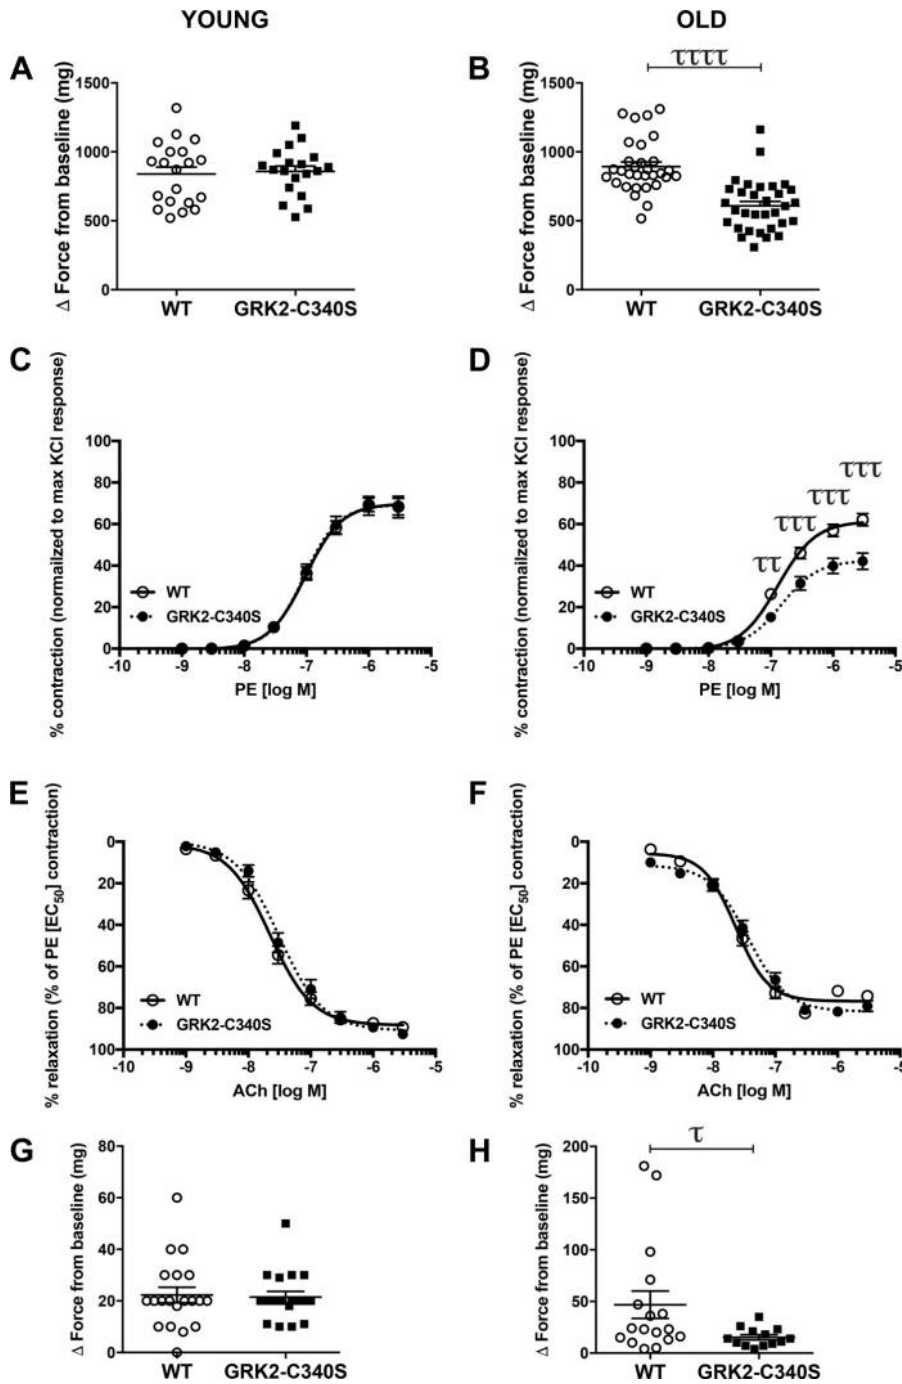 YOUNG
OLD
A
Δ Force from baseline (mg)
1500
1000
500
0
WT
GRK2-C340S
B
Δ Force from baseline (mg)
ττττ
1500
1000
500
0
WT
GRK2-C340S
C
% contraction (normailzed to max KCl response)
100
80
60
40
20
0
WT
GRK2-C340S
-10
-9
-8
-7
-6
-5
PE [log M]
D
% contraction (normailzed to max KCl response)
100
80
60
40
20
0
ττ
τττ
τττ
τττ
WT
GRK2-C340S
-10
-9
-8
-7
-6
-5
PE [log M]
E
% relaxation (% of PE [EC50] contraction)
0
20
40
60
80
100
WT
GRK2-C340S
-10
-9
-8
-7
-6
-5
ACh [log M]
F
% relaxation (% of PE [EC50] contraction)
0
20
40
60
80
100
WT
GRK2-C340S
-10
-9
-8
-7
-6
-5
ACh [log M]
G
Δ Force from baseline (mg)
80
60
40
20
0
WT
GRK2-C340S
H
Δ Force from baseline (mg)
τ
200
150
100
50
0
WT
GRK2-C340S